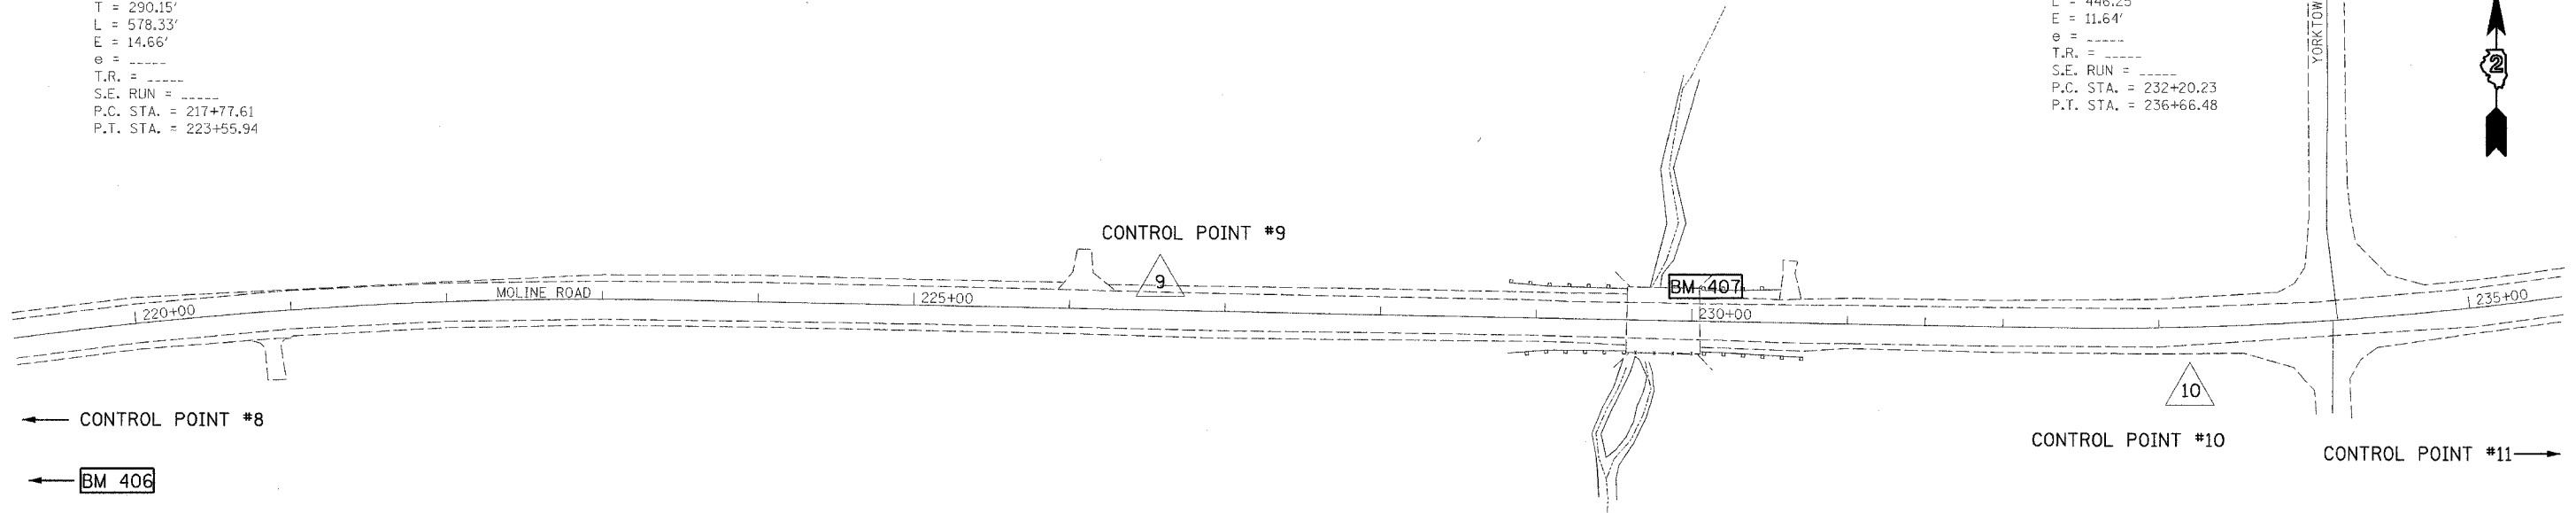 T = 290.15'
L = 578.33'
E = 14.66'
e = _____
T.R. = _____
S.E. RUN = _____
P.C. STA. = 217+77.61
P.T. STA. = 223+55.94
L = 446.25'
E = 11.64'
e = _____
T.R. = _____
S.E. RUN = _____
P.C. STA. = 232+20.23
P.T. STA. = 236+66.48
YORKTOWN
2
CONTROL POINT #9
9
BM 407
MOLINE ROAD
220+00
225+00
230+00
235+00
10
CONTROL POINT #8
CONTROL POINT #10
CONTROL POINT #11
BM 406